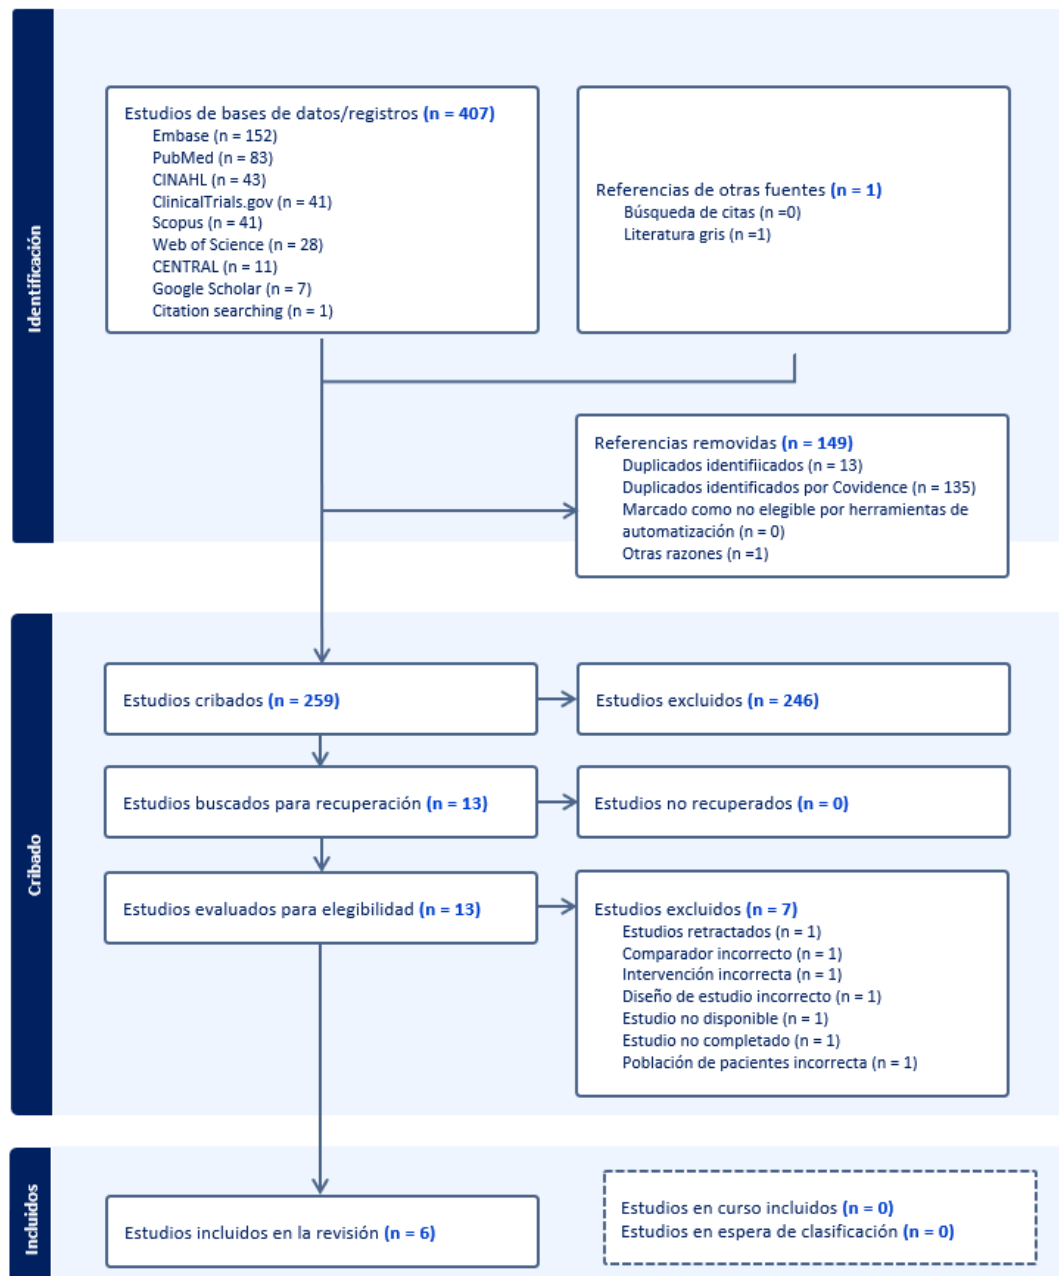 Identificación
Estudios de bases de datos/registros (n = 407)
Embase (n = 152)
PubMed (n = 83)
CINAHL (n = 43)
ClinicalTrials.gov (n = 41)
Scopus (n = 41)
Web of Science (n = 28)
CENTRAL (n = 11)
Google Scholar (n = 7)
Citation searching (n = 1)
Referencias de otras fuentes (n = 1)
Búsqueda de citas (n =0)
Literatura gris (n =1)
Referencias removidas (n = 149)
Duplicados identifiicados (n = 13)
Duplicados identificados por Covidence (n = 135)
Marcado como no elegible por herramientas de
automatización (n = 0)
Otras razones (n =1)
Cribado
Estudios cribados (n = 259)
Estudios excluidos (n = 246)
Estudios buscados para recuperación (n = 13)
Estudios no recuperados (n = 0)
Estudios evaluados para elegibilidad (n = 13)
Estudios excluidos (n = 7)
Estudios retractados (n = 1)
Comparador incorrecto (n = 1)
Intervención incorrecta (n = 1)
Diseño de estudio incorrecto (n = 1)
Estudio no disponible (n = 1)
Estudio no completado (n = 1)
Población de pacientes incorrecta (n = 1)
Incluidos
Estudios incluidos en la revisión (n = 6)
Estudios en curso incluidos (n = 0)
Estudios en espera de clasificación (n = 0)